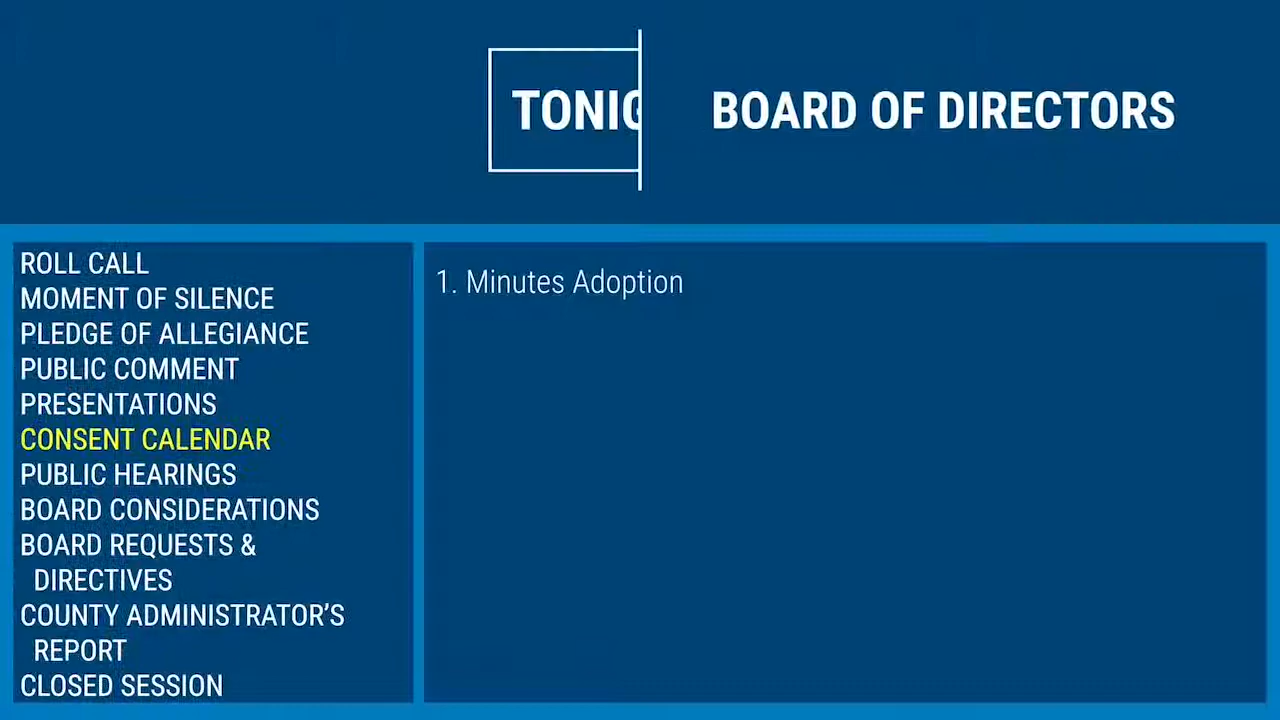 TONIG
BOARD OF DIRECTORS
ROLL CALL
MOMENT OF SILENCE
PLEDGE OF ALLEGIANCE
PUBLIC COMMENT
PRESENTATIONS
CONSENT CALENDAR
PUBLIC HEARINGS
BOARD CONSIDERATIONS
BOARD REQUESTS &
DIRECTIVES
COUNTY ADMINISTRATOR'S
REPORT
CLOSED SESSION
1. Minutes Adoption